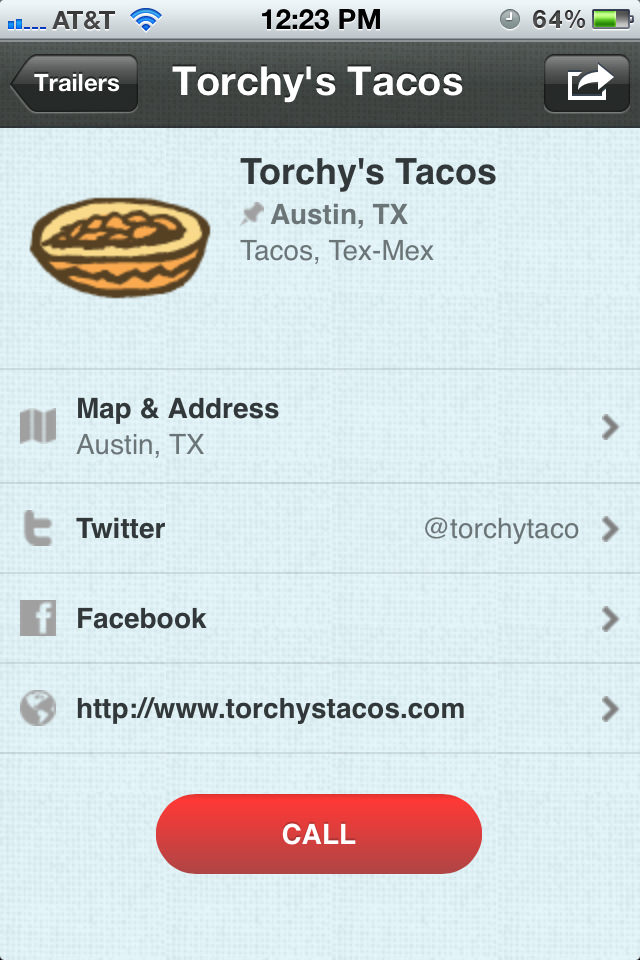 AT&T 12:23 PM 64%
Trailers Torchy's Tacos
Torchy's Tacos
Austin, TX
Tacos, Tex-Mex
Map & Address
Austin, TX
Twitter @torchytaco
Facebook
http://www.torchystacos.com
CALL